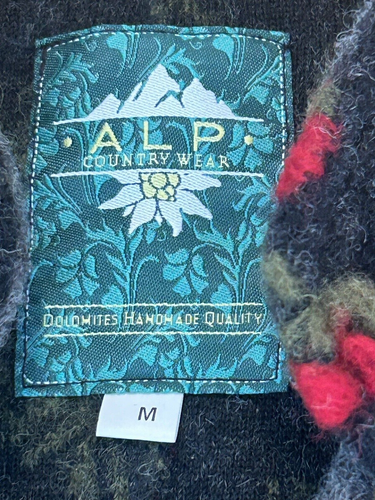 · ALP ·
COUNTRY WEAR
DOLOMITES HANDMADE QUALITY
M